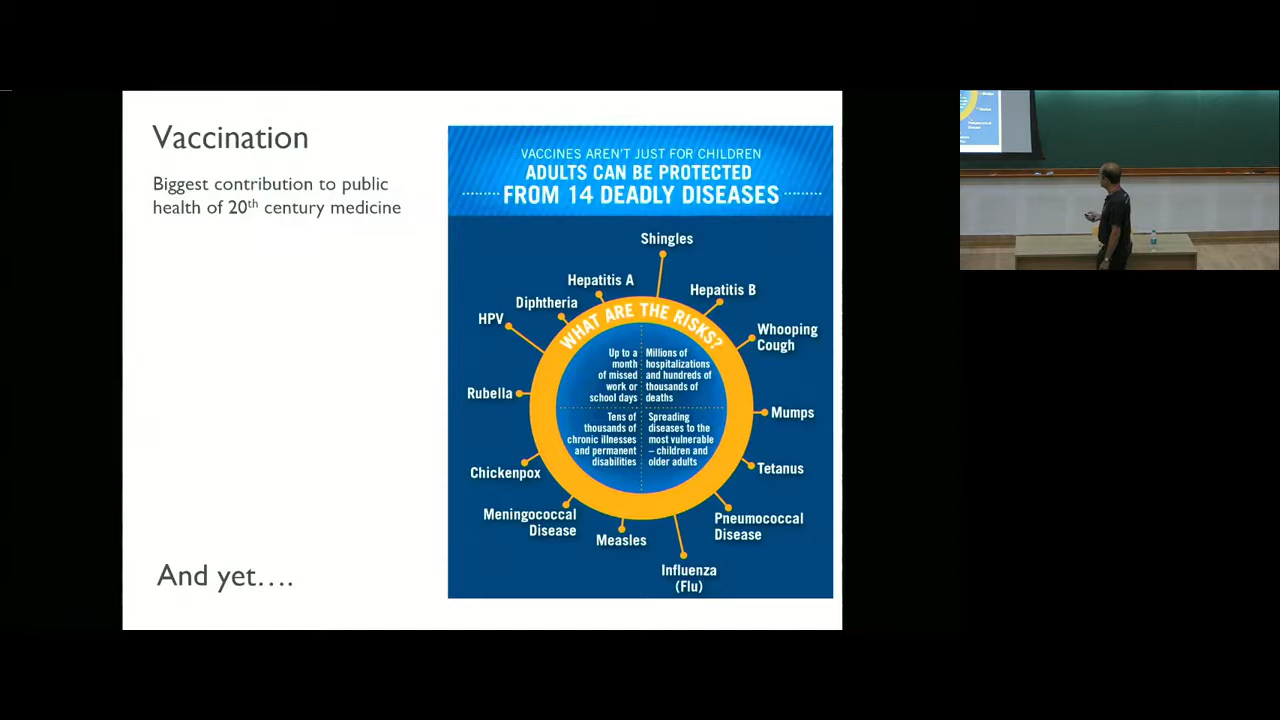 Vaccination
Biggest contribution to public
health of 20th century medicine
And yet….
VACCINES AREN'T JUST FOR CHILDREN
ADULTS CAN BE PROTECTED
FROM 14 DEADLY DISEASES
Shingles
Hepatitis A
Hepatitis B
Diphtheria
HPV
Whooping
Cough
WHAT ARE THE RISKS?
Up to a
month
of missed
work or
school days
Millions of
hospitalizations
and hundreds of
thousands of
deaths
Rubella
Mumps
Tens of
thousands of
chronic illnesses
and permanent
disabilities
Spreading
diseases to the
most vulnerable
– children and
older adults
Chickenpox
Tetanus
Meningococcal
Disease
Pneumococcal
Disease
Measles
Influenza
(Flu)